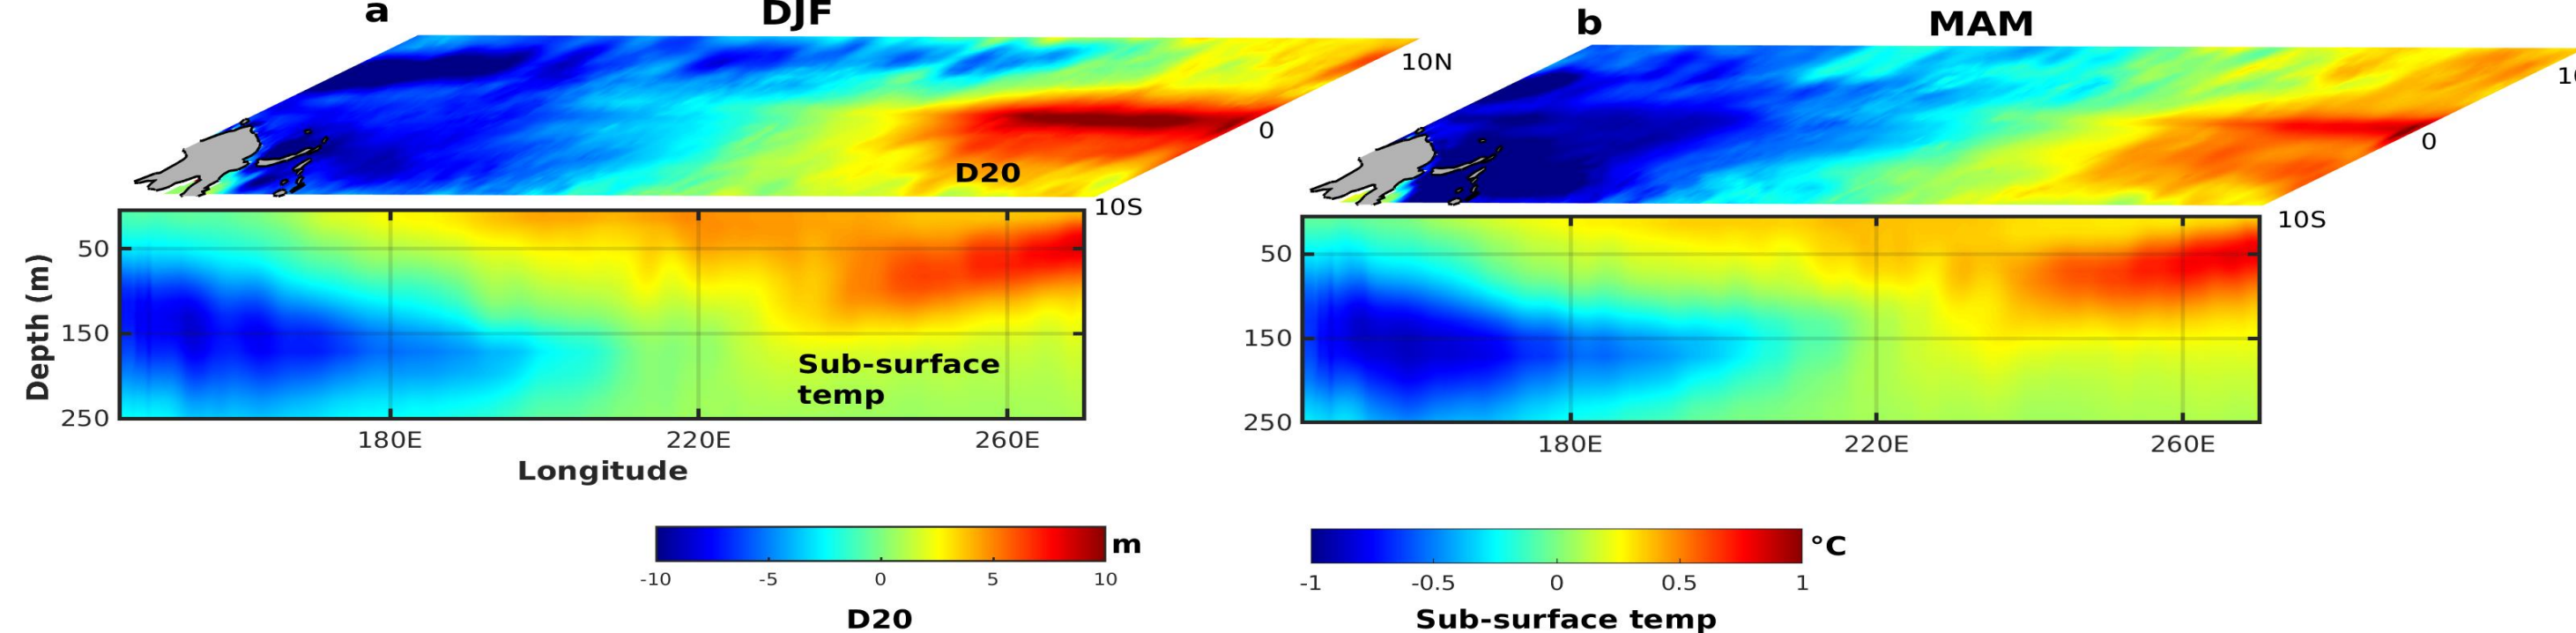 a DJF
b MAM
10N
10
0
0
D20
10S
10S
50
150
250
Depth (m)
Sub-surface
temp
180E 220E 260E
Longitude
50
150
250
180E 220E 260E
m
-10 -5 0 5 10
D20
°C
-1 -0.5 0 0.5 1
Sub-surface temp